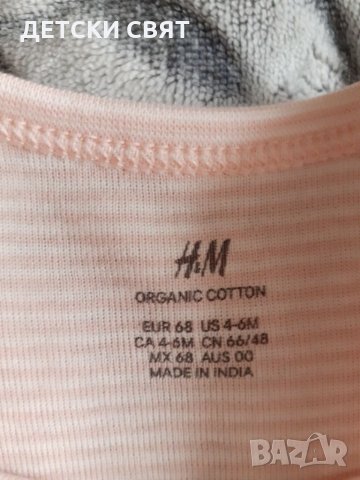 ДЕТСКИ СВЯТ
H&M
ORGANIC COTTON
EUR 68 US 4-6M
CA 4-6M CN 66/48
MX 68 AUS 00
MADE IN INDIA
BAZAR